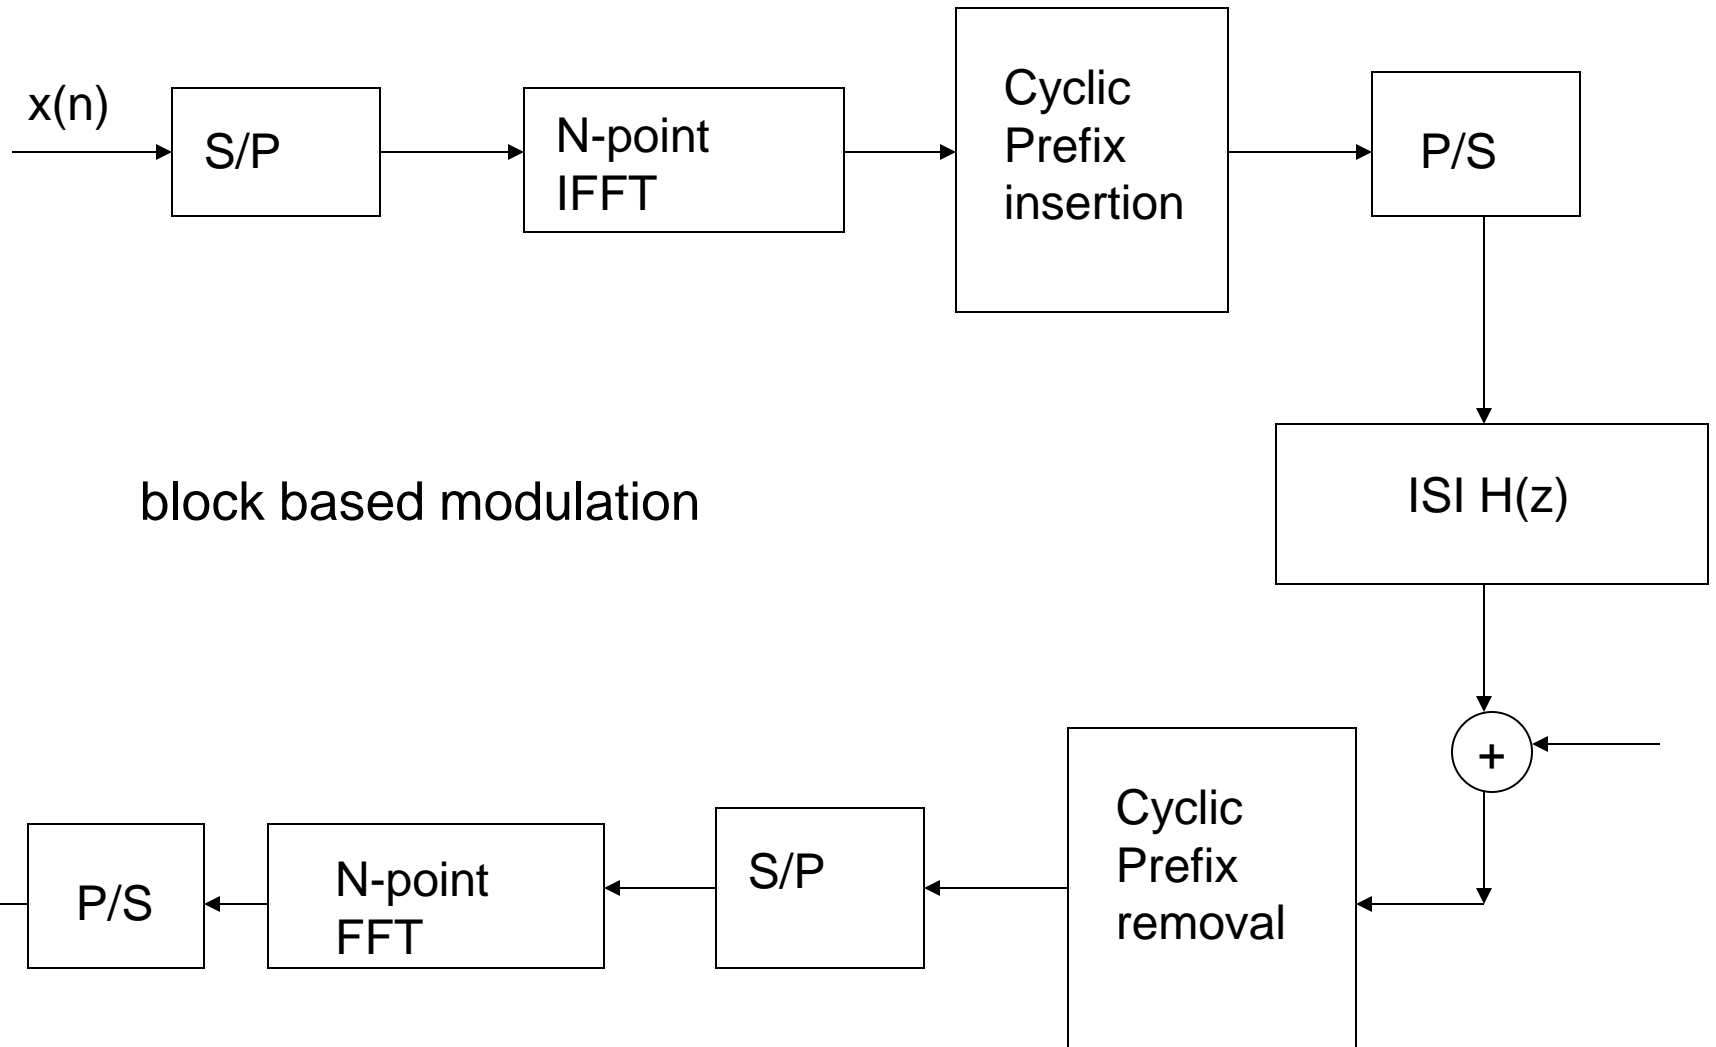 x(n)
S/P
N-point
IFFT
Cyclic
Prefix
insertion
P/S
block based modulation
ISI H(z)
+
Cyclic
Prefix
removal
S/P
N-point
FFT
P/S